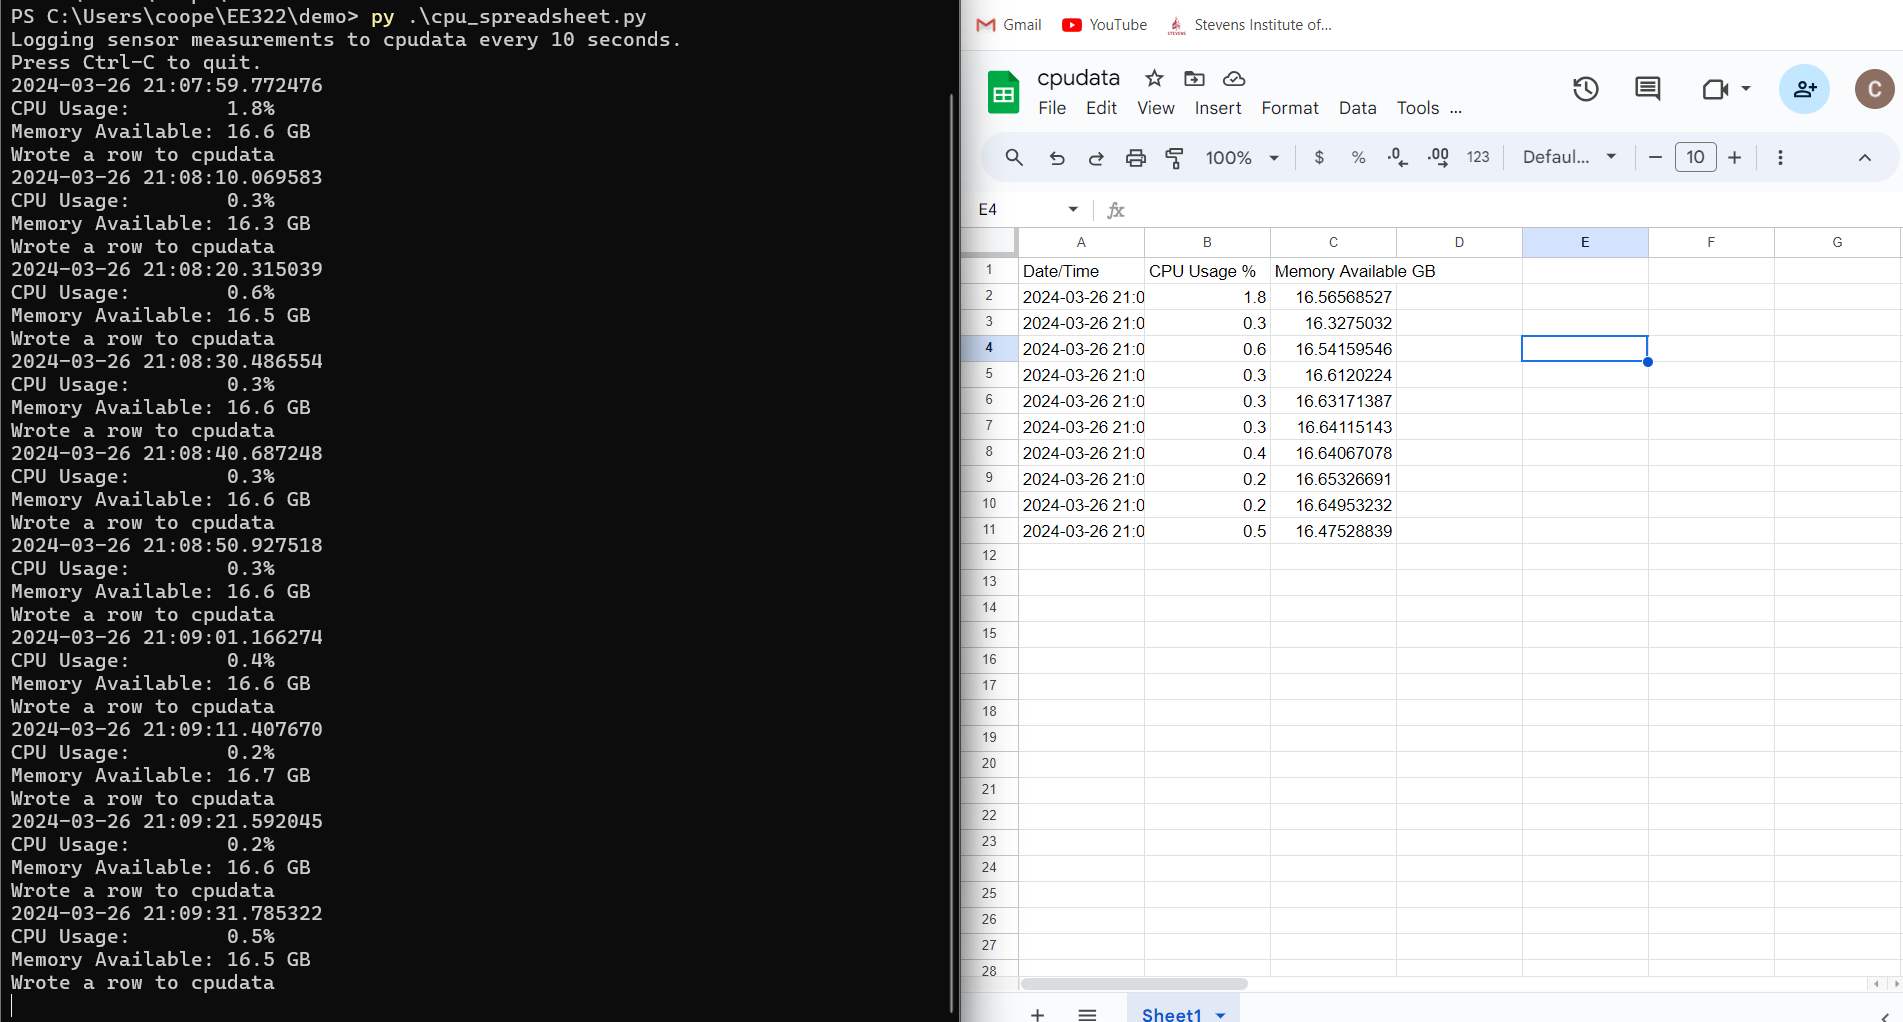 PS C:\Users\coope\EE322\demo> py .\cpu_spreadsheet.py
Logging sensor measurements to cpudata every 10 seconds.
Press Ctrl-C to quit.
2024-03-26 21:07:59.772476
CPU Usage: 1.8%
Memory Available: 16.6 GB
Wrote a row to cpudata
2024-03-26 21:08:10.069583
CPU Usage: 0.3%
Memory Available: 16.3 GB
Wrote a row to cpudata
2024-03-26 21:08:20.315039
CPU Usage: 0.6%
Memory Available: 16.5 GB
Wrote a row to cpudata
2024-03-26 21:08:30.486554
CPU Usage: 0.3%
Memory Available: 16.6 GB
Wrote a row to cpudata
2024-03-26 21:08:40.687248
CPU Usage: 0.3%
Memory Available: 16.6 GB
Wrote a row to cpudata
2024-03-26 21:08:50.927518
CPU Usage: 0.3%
Memory Available: 16.6 GB
Wrote a row to cpudata
2024-03-26 21:09:01.166274
CPU Usage: 0.4%
Memory Available: 16.6 GB
Wrote a row to cpudata
2024-03-26 21:09:11.407670
CPU Usage: 0.2%
Memory Available: 16.7 GB
Wrote a row to cpudata
2024-03-26 21:09:21.592045
CPU Usage: 0.2%
Memory Available: 16.6 GB
Wrote a row to cpudata
2024-03-26 21:09:31.785322
CPU Usage: 0.5%
Memory Available: 16.5 GB
Wrote a row to cpudata
Gmail YouTube STEVENS Stevens Institute of...
cpudata
File Edit View Insert Format Data Tools ...
C
100% $ % .0 .00 123 Defaul... 10
E4 fx
A B C D E F G
1 Date/Time CPU Usage % Memory Available GB
2 2024-03-26 21:0 1.8 16.56568527
3 2024-03-26 21:0 0.3 16.3275032
4 2024-03-26 21:0 0.6 16.54159546
5 2024-03-26 21:0 0.3 16.6120224
6 2024-03-26 21:0 0.3 16.63171387
7 2024-03-26 21:0 0.3 16.64115143
8 2024-03-26 21:0 0.4 16.64067078
9 2024-03-26 21:0 0.2 16.65326691
10 2024-03-26 21:0 0.2 16.64953232
11 2024-03-26 21:0 0.5 16.47528839
12
13
14
15
16
17
18
19
20
21
22
23
24
25
26
27
28
Sheet1